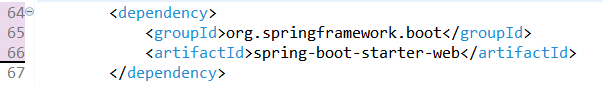 64 <dependency>
65 <groupId>org.springframework.boot</groupId>
66 <artifactId>spring-boot-starter-web</artifactId>
67 </dependency>